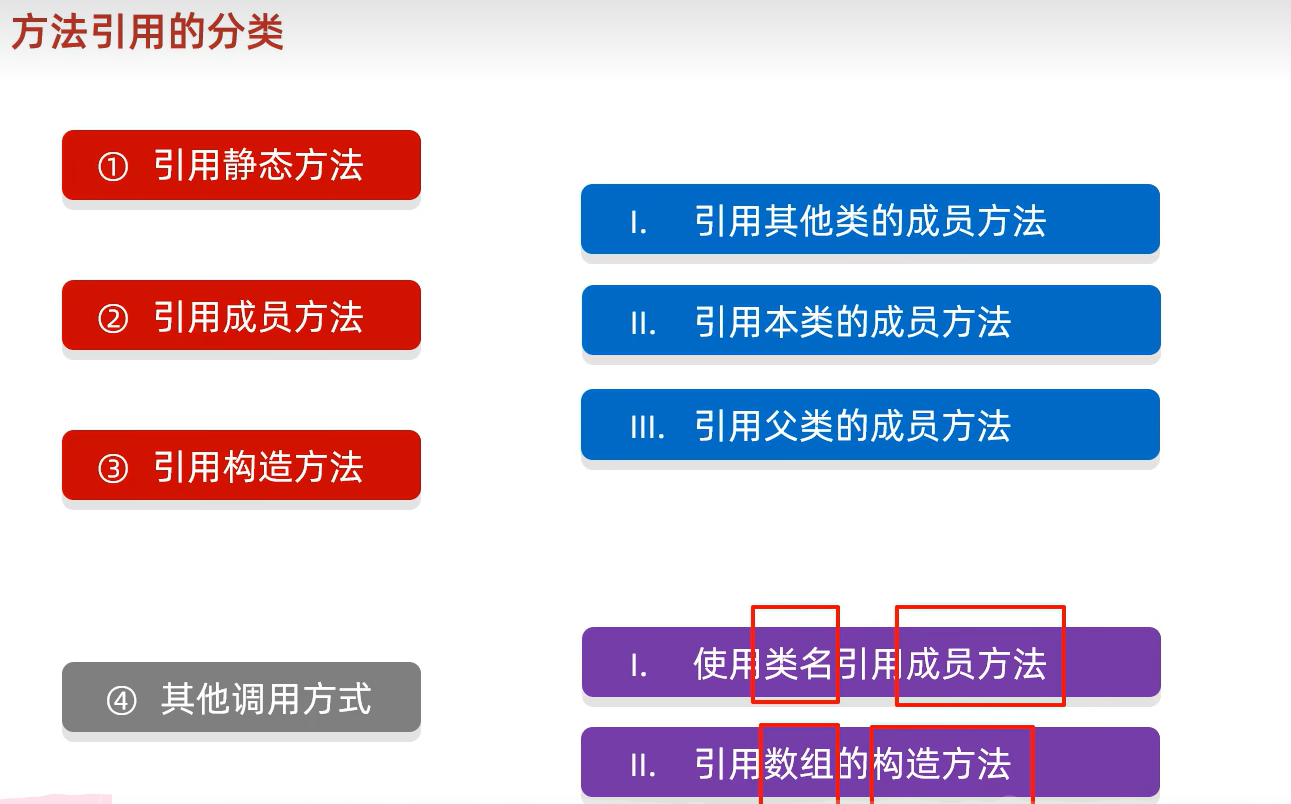 方法引用的分类
① 引用静态方法
② 引用成员方法
I. 引用其他类的成员方法
II. 引用本类的成员方法
III. 引用父类的成员方法
③ 引用构造方法
④ 其他调用方式
I. 使用类名引用成员方法
II. 引用数组的构造方法